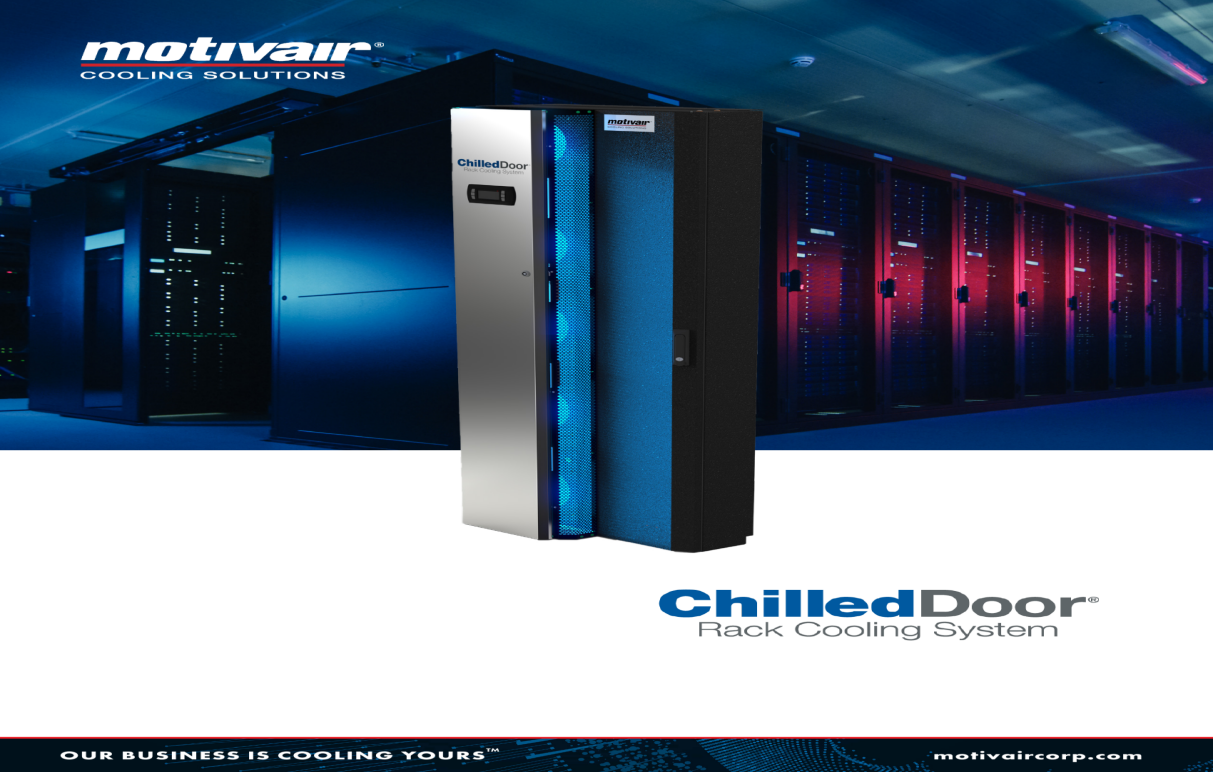 motivair®
COOLING SOLUTIONS
motivair
ChilledDoor
Rack Cooling System
ChilledDoor®
Rack Cooling System
OUR BUSINESS IS COOLING YOURS™
motivaircorp.com